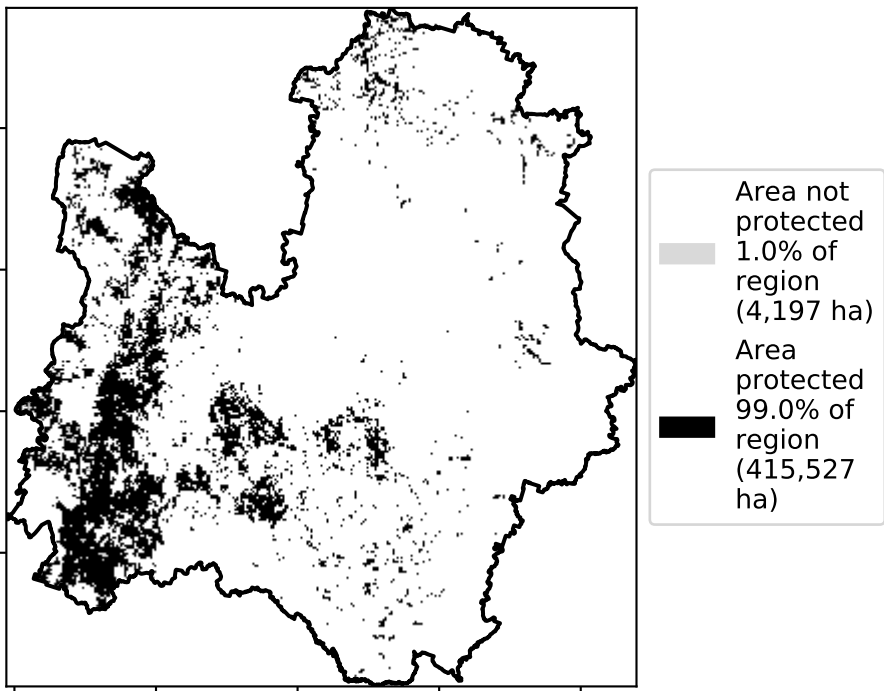 Area not
protected
1.0% of
region
(4,197 ha)
Area
protected
99.0% of
region
(415,527
ha)